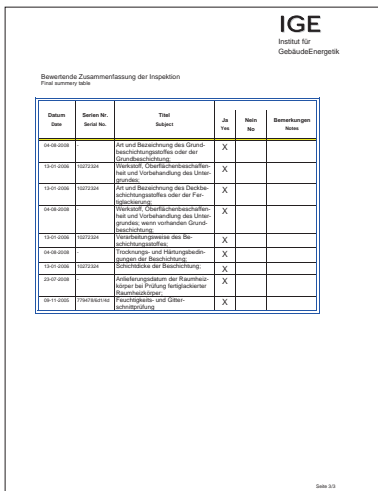 IGE
Institut für
GebäudeEnergetik
Bewertende Zusammenfassung der Inspektion
Final summery table
Datum Serien Nr. Titel Ja Nein Bemerkungen
Date Serial No. Subject Yes No Notes
04-08-2008 - Art und Bezeichnung des Grund- X
beschichtungsstoffes oder der
Grundbeschichtung;
13-01-2006 10272324 Werkstoff, Oberflächenbeschaffen- X
heit und Vorbehandlung des Unter-
grundes;
13-01-2006 10272324 Art und Bezeichnung des Deckbe- X
schichtungsstoffes oder der Fer-
tiglackierung;
04-08-2008 - Werkstoff, Oberflächenbeschaffen- X
heit und Vorbehandlung des Unter-
grundes; wenn vorhanden Grund-
beschichtung;
13-01-2006 10272324 Verarbeitungsweise des Be- X
schichtungsstoffes;
04-08-2008 - Trocknungs- und Härtungsbedin- X
gungen der Beschichtung;
13-01-2006 10272324 Schichtdicke der Beschichtung; X
23-07-2008 - Anlieferungsdatum der Raumheiz- X
körper bei Prüfung fertiglackierter
Raumheizkörper;
09-11-2005 Feuchtigkeits- und Gitter- X
schnittprüfung
Seite 3/3